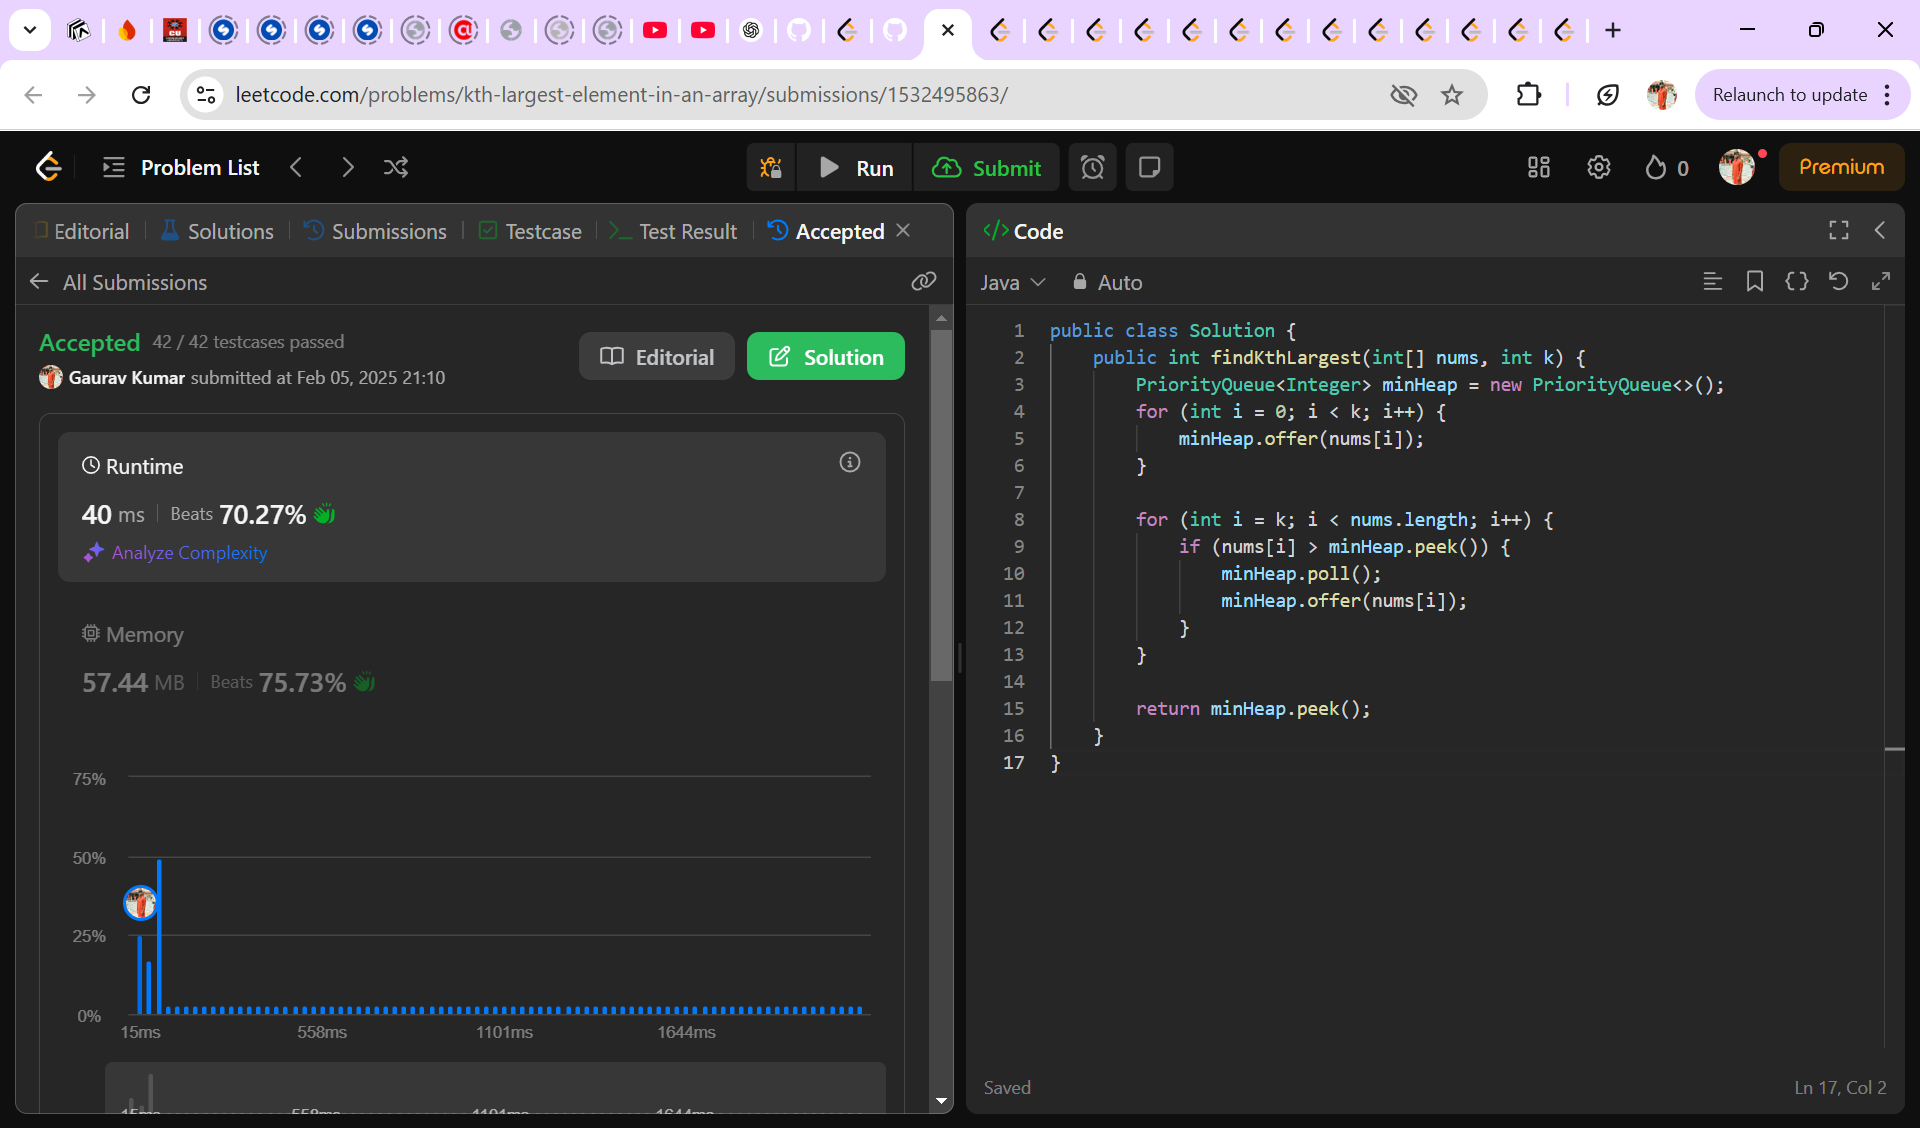 leetcode.com/problems/kth-largest-element-in-an-array/submissions/1532495863/
Relaunch to update
Problem List
Run
Submit
0
Premium
Editorial
Solutions
Submissions
Testcase
Test Result
Accepted
All Submissions
Accepted 42 / 42 testcases passed
Gaurav Kumar submitted at Feb 05, 2025 21:10
Editorial
Solution
Runtime
40 ms Beats 70.27%
Analyze Complexity
Memory
57.44 MB Beats 75.73%
75%
50%
25%
0%
15ms 558ms 1101ms 1644ms
15ms 558ms 1101ms 1644ms
</> Code
Java Auto
1 public class Solution {
2 public int findKthLargest(int[] nums, int k) {
3 PriorityQueue<Integer> minHeap = new PriorityQueue<>();
4 for (int i = 0; i < k; i++) {
5 minHeap.offer(nums[i]);
6 }
7
8 for (int i = k; i < nums.length; i++) {
9 if (nums[i] > minHeap.peek()) {
10 minHeap.poll();
11 minHeap.offer(nums[i]);
12 }
13 }
14
15 return minHeap.peek();
16 }
17 }
Saved
Ln 17, Col 2